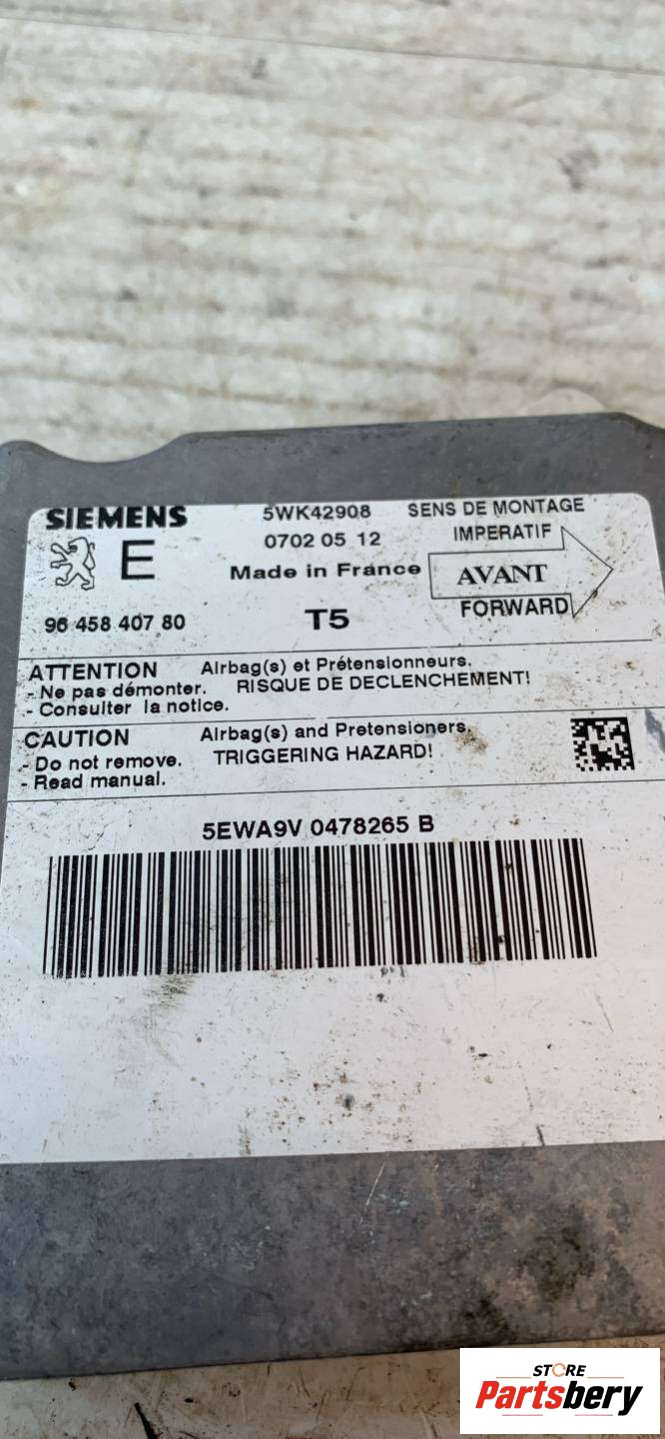 SIEMENS 5WK42908 SENS DE MONTAGE
E 0702 05 12 IMPERATIF
Made in France AVANT
96 458 407 80 T5 FORWARD
ATTENTION Airbag(s) et Prétensionneurs.
- Ne pas démonter. RISQUE DE DECLENCHEMENT!
- Consulter la notice.
CAUTION Airbag(s) and Pretensioners.
- Do not remove. TRIGGERING HAZARD!
- Read manual.
5EWA9V 0478265 B
STORE
Partsbery